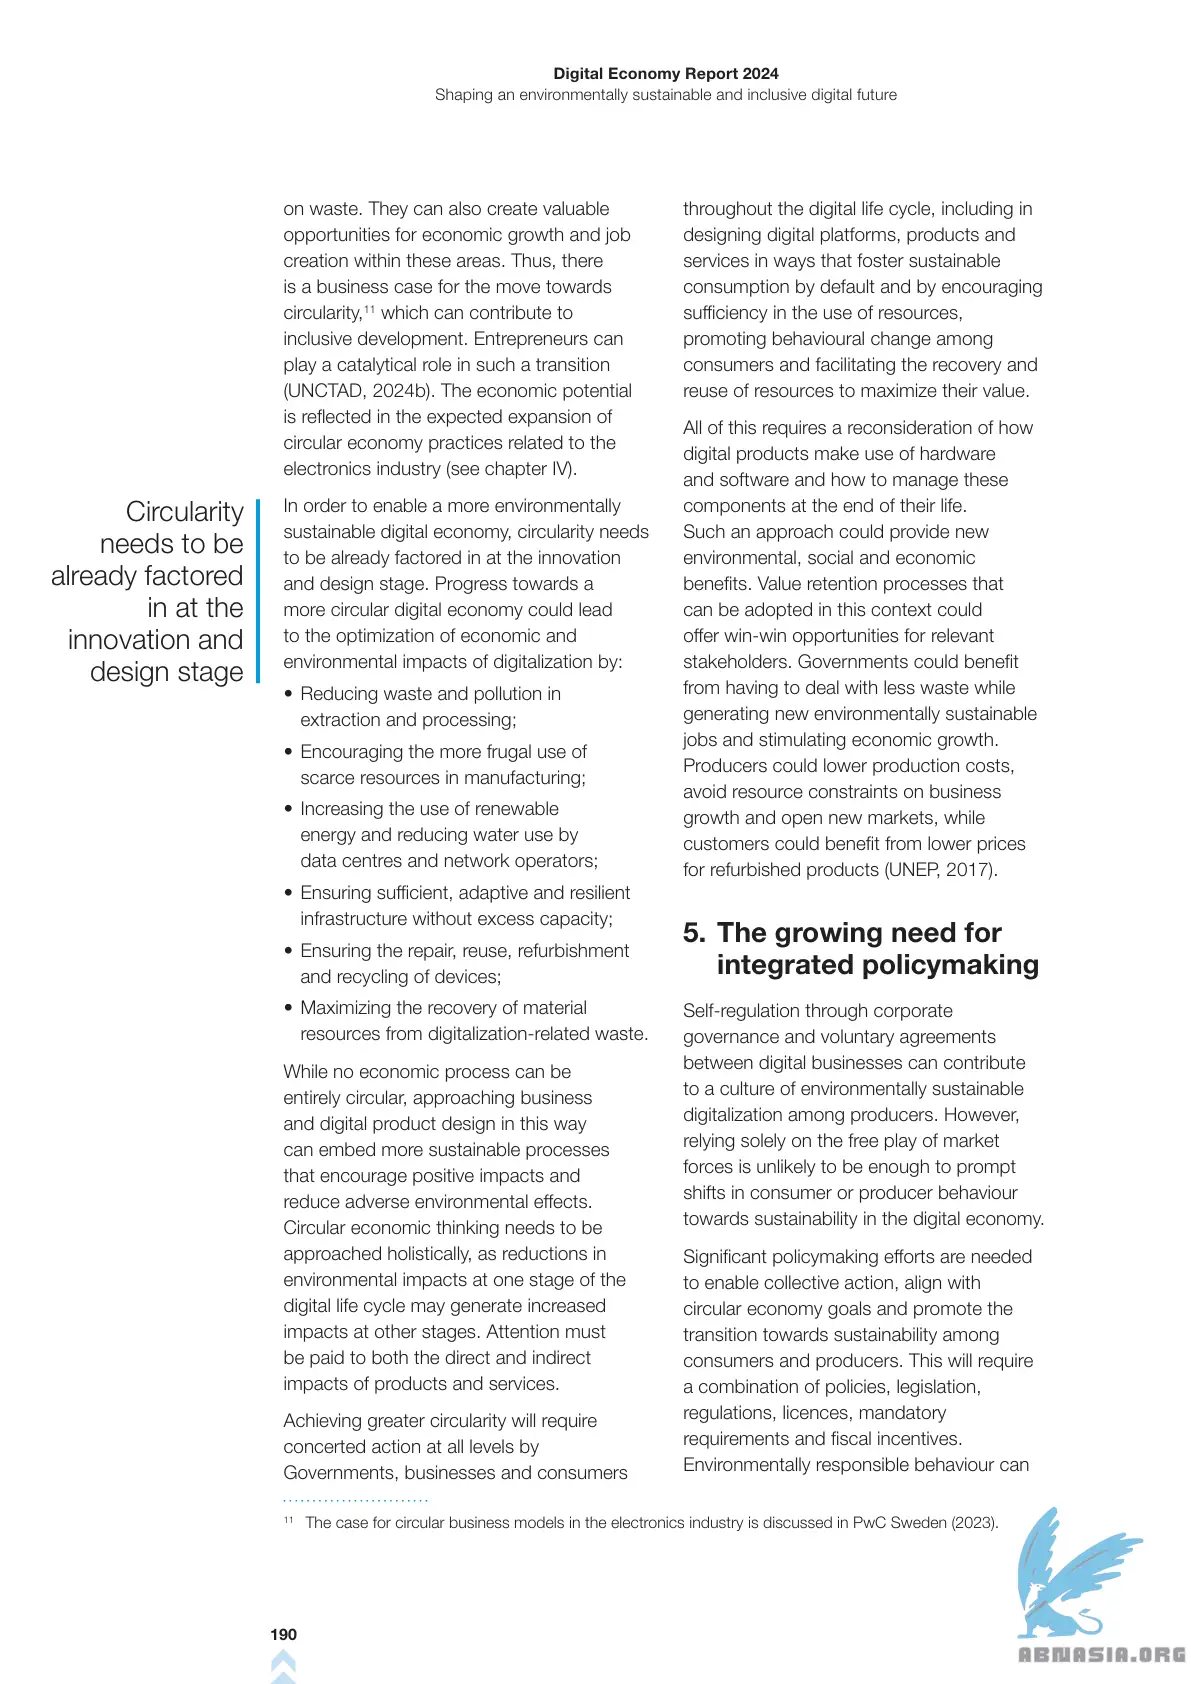 Digital Economy Report 2024
Shaping an environmentally sustainable and inclusive digital future
on waste. They can also create valuable
opportunities for economic growth and job
creation within these areas. Thus, there
is a business case for the move towards
circularity,¹¹ which can contribute to
inclusive development. Entrepreneurs can
play a catalytical role in such a transition
(UNCTAD, 2024b). The economic potential
is reflected in the expected expansion of
circular economy practices related to the
electronics industry (see chapter IV).
Circularity
needs to be
already factored
in at the
innovation and
design stage
In order to enable a more environmentally
sustainable digital economy, circularity needs
to be already factored in at the innovation
and design stage. Progress towards a
more circular digital economy could lead
to the optimization of economic and
environmental impacts of digitalization by:
• Reducing waste and pollution in
extraction and processing;
• Encouraging the more frugal use of
scarce resources in manufacturing;
• Increasing the use of renewable
energy and reducing water use by
data centres and network operators;
• Ensuring sufficient, adaptive and resilient
infrastructure without excess capacity;
• Ensuring the repair, reuse, refurbishment
and recycling of devices;
• Maximizing the recovery of material
resources from digitalization-related waste.
While no economic process can be
entirely circular, approaching business
and digital product design in this way
can embed more sustainable processes
that encourage positive impacts and
reduce adverse environmental effects.
Circular economic thinking needs to be
approached holistically, as reductions in
environmental impacts at one stage of the
digital life cycle may generate increased
impacts at other stages. Attention must
be paid to both the direct and indirect
impacts of products and services.
Achieving greater circularity will require
concerted action at all levels by
Governments, businesses and consumers
throughout the digital life cycle, including in
designing digital platforms, products and
services in ways that foster sustainable
consumption by default and by encouraging
sufficiency in the use of resources,
promoting behavioural change among
consumers and facilitating the recovery and
reuse of resources to maximize their value.
All of this requires a reconsideration of how
digital products make use of hardware
and software and how to manage these
components at the end of their life.
Such an approach could provide new
environmental, social and economic
benefits. Value retention processes that
can be adopted in this context could
offer win-win opportunities for relevant
stakeholders. Governments could benefit
from having to deal with less waste while
generating new environmentally sustainable
jobs and stimulating economic growth.
Producers could lower production costs,
avoid resource constraints on business
growth and open new markets, while
customers could benefit from lower prices
for refurbished products (UNEP, 2017).
5. The growing need for
integrated policymaking
Self-regulation through corporate
governance and voluntary agreements
between digital businesses can contribute
to a culture of environmentally sustainable
digitalization among producers. However,
relying solely on the free play of market
forces is unlikely to be enough to prompt
shifts in consumer or producer behaviour
towards sustainability in the digital economy.
Significant policymaking efforts are needed
to enable collective action, align with
circular economy goals and promote the
transition towards sustainability among
consumers and producers. This will require
a combination of policies, legislation,
regulations, licences, mandatory
requirements and fiscal incentives.
Environmentally responsible behaviour can
¹¹ The case for circular business models in the electronics industry is discussed in PwC Sweden (2023).
190
ABNASIA.ORG